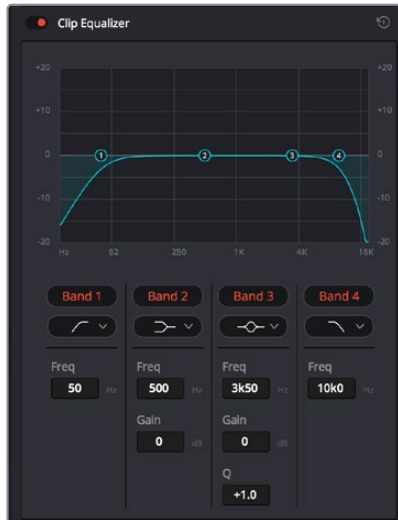 Clip Equalizer
+20 +20
+10 +10
1 2 3 4
0 0
-10 -10
-20 -20
Hz 62 250 1K 4K 16K
Band 1 Band 2 Band 3 Band 4
Freq Freq Freq Freq
50 Hz 500 Hz 3k50 Hz 10k0 Hz
Gain Gain
0 dB 0 dB
Q
+1.0